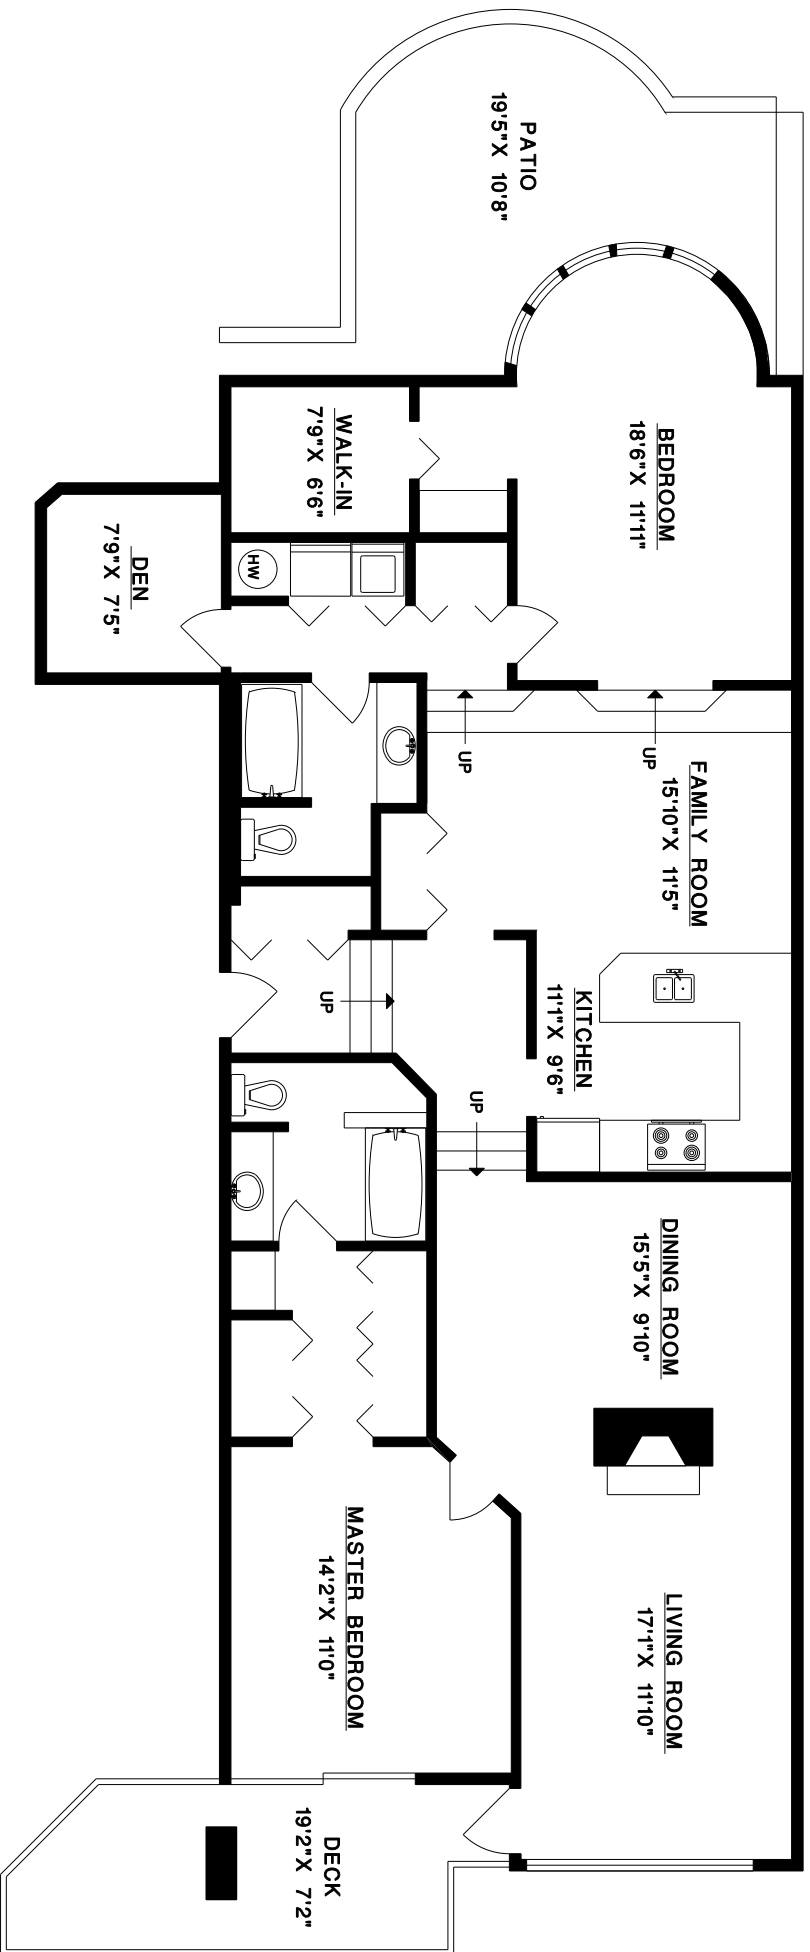 PATIO
19'5"X 10'8"
BEDROOM
18'6"X 11'11"
WALK-IN
7'9"X 6'6"
HW
DEN
7'9"X 7'5"
UP
UP
FAMILY ROOM
15'10"X 11'5"
KITCHEN
11'1"X 9'6"
UP
UP
DINING ROOM
15'5"X 9'10"
LIVING ROOM
17'1"X 11'10"
MASTER BEDROOM
14'2"X 11'0"
DECK
19'2"X 7'2"